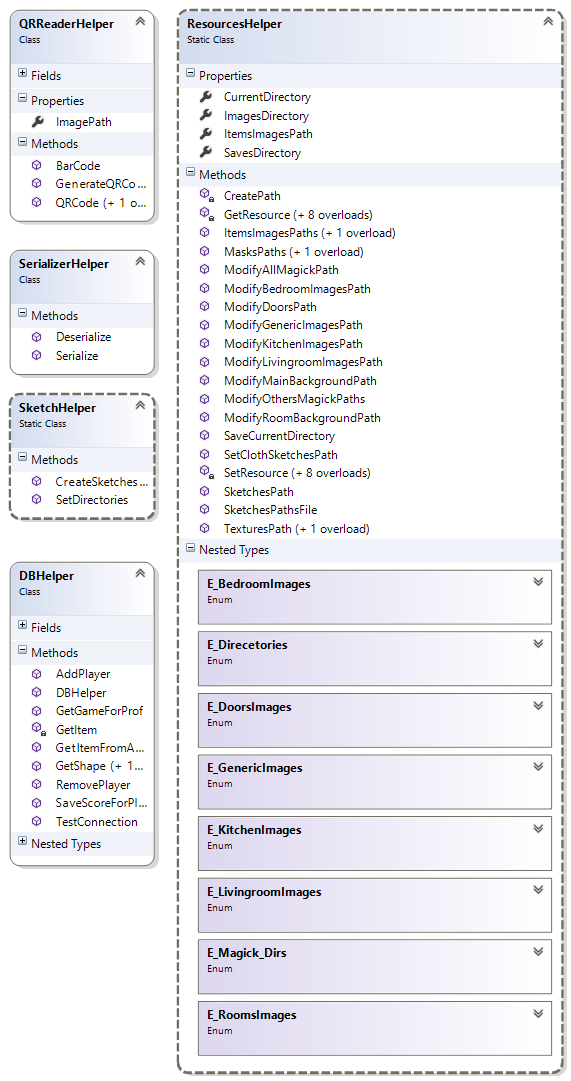 QRReaderHelper
Class
Fields
Properties
ImagePath
Methods
BarCode
GenerateQRCo...
QRCode (+ 1 o...
SerializerHelper
Class
Methods
Deserialize
Serialize
SketchHelper
Static Class
Methods
CreateSketches...
SetDirectories
DBHelper
Class
Fields
Methods
AddPlayer
DBHelper
GetGameForProf
GetItem
GetItemFromA...
GetShape (+ 1...
RemovePlayer
SaveScoreForPl...
TestConnection
Nested Types
ResourcesHelper
Static Class
Properties
CurrentDirectory
ImagesDirectory
ItemsImagesPath
SavesDirectory
Methods
CreatePath
GetResource (+ 8 overloads)
ItemsImagesPaths (+ 1 overload)
MasksPaths (+ 1 overload)
ModifyAllMagickPath
ModifyBedroomImagesPath
ModifyDoorsPath
ModifyGenericImagesPath
ModifyKitchenImagesPath
ModifyLivingroomImagesPath
ModifyMainBackgroundPath
ModifyOthersMagickPaths
ModifyRoomBackgroundPath
SaveCurrentDirectory
SetClothSketchesPath
SetResource (+ 8 overloads)
SketchesPath
SketchesPathsFile
TexturesPath (+ 1 overload)
Nested Types
E_BedroomImages
Enum
E_Direcetories
Enum
E_DoorsImages
Enum
E_GenericImages
Enum
E_KitchenImages
Enum
E_LivingroomImages
Enum
E_Magick_Dirs
Enum
E_RoomsImages
Enum